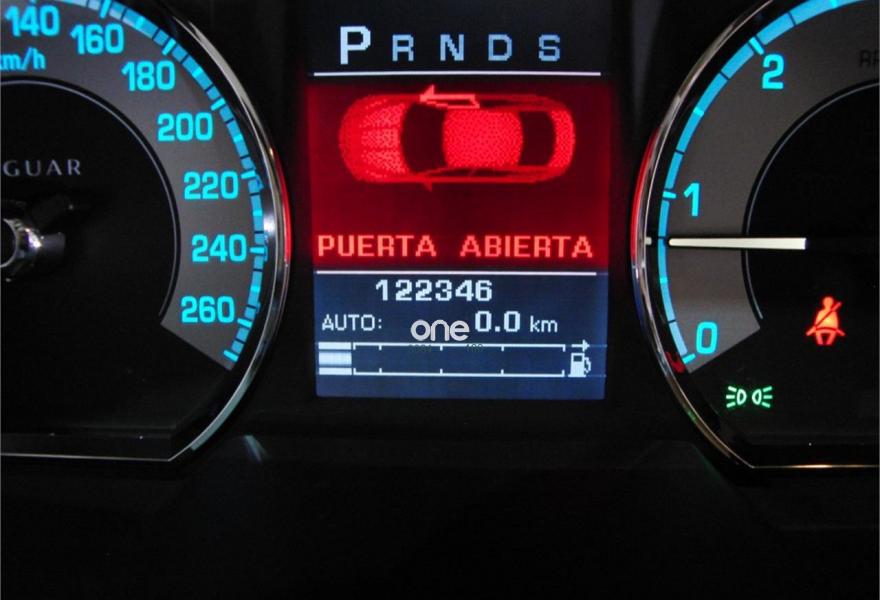 140
160
180
200
220
240
260
km/h
GUAR
P R N D S
PUERTA ABIERTA
122346
AUTO: 0.0 km
one
2
1
0